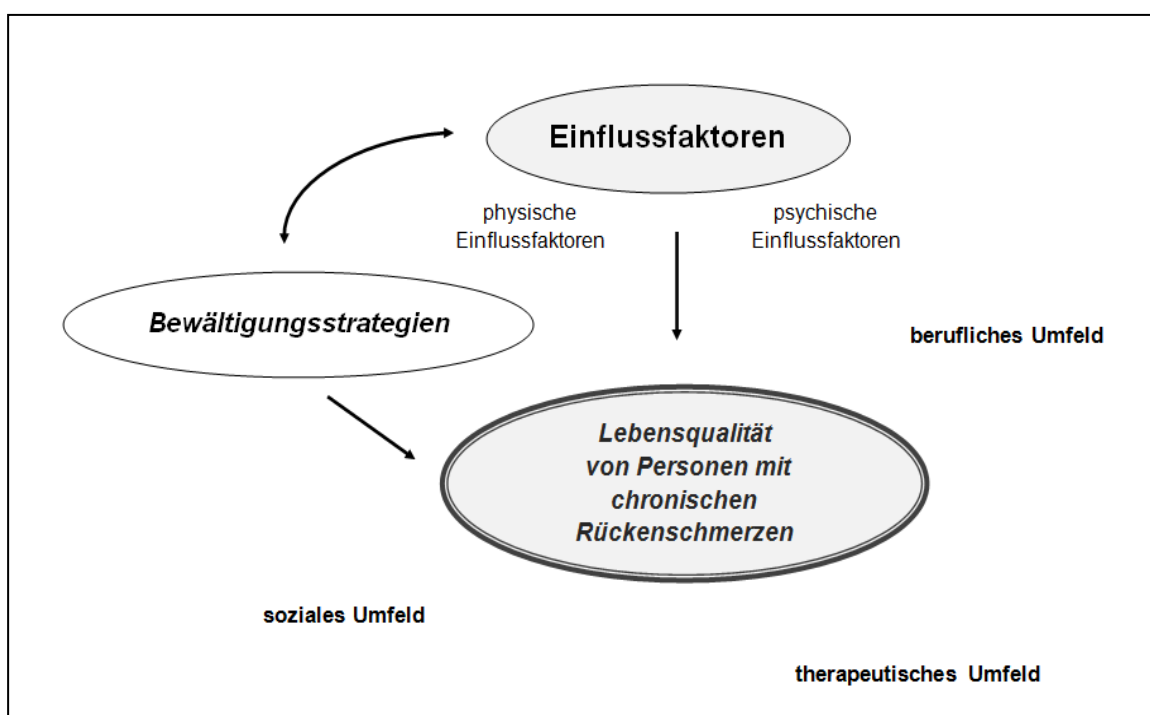 Einflussfaktoren
physische
Einflussfaktoren
psychische
Einflussfaktoren
Bewältigungsstrategien
berufliches Umfeld
Lebensqualität
von Personen mit
chronischen
Rückenschmerzen
soziales Umfeld
therapeutisches Umfeld